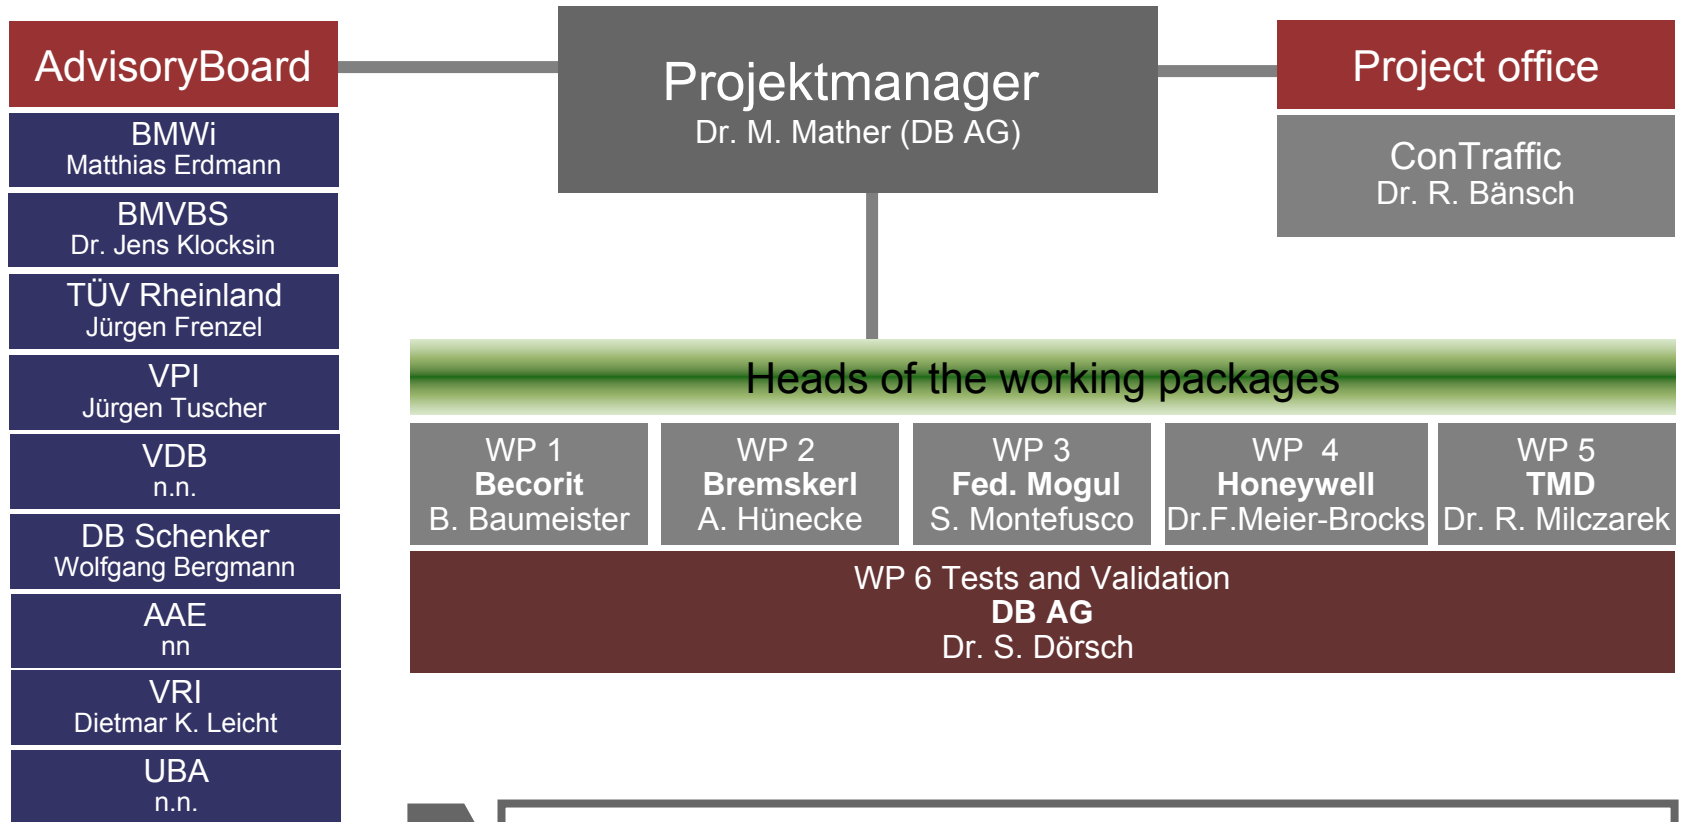 AdvisoryBoard
BMWi
Matthias Erdmann
BMVBS
Dr. Jens Klocksin
TÜV Rheinland
Jürgen Frenzel
VPI
Jürgen Tuscher
VDB
n.n.
DB Schenker
Wolfgang Bergmann
AAE
nn
VRI
Dietmar K. Leicht
UBA
n.n.
Projektmanager
Dr. M. Mather (DB AG)
Project office
ConTraffic
Dr. R. Bänsch
Heads of the working packages
WP 1
Becorit
B. Baumeister
WP 2
Bremskerl
A. Hünecke
WP 3
Fed. Mogul
S. Montefusco
WP 4
Honeywell
Dr.F.Meier-Brocks
WP 5
TMD
Dr. R. Milczarek
WP 6 Tests and Validation
DB AG
Dr. S. Dörsch